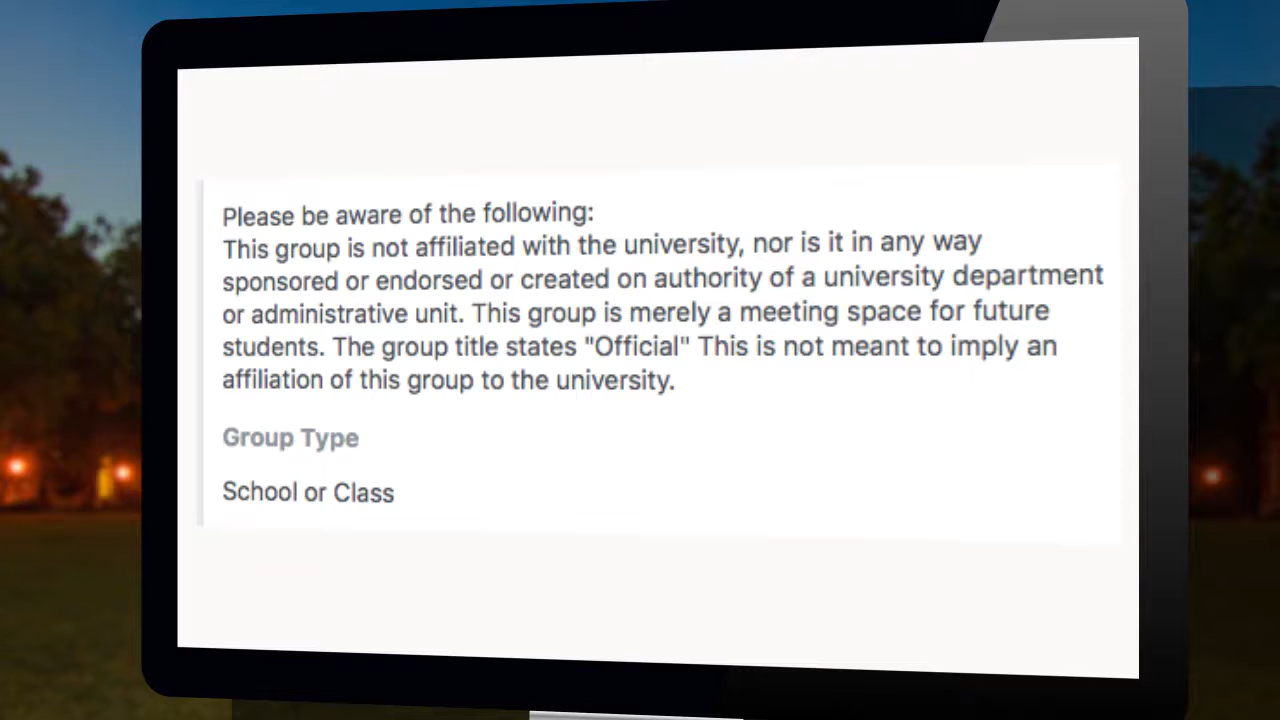 Please be aware of the following:
This group is not affiliated with the university, nor is it in any way
sponsored or endorsed or created on authority of a university department
or administrative unit. This group is merely a meeting space for future
students. The group title states "Official" This is not meant to imply an
affiliation of this group to the university.
Group Type
School or Class